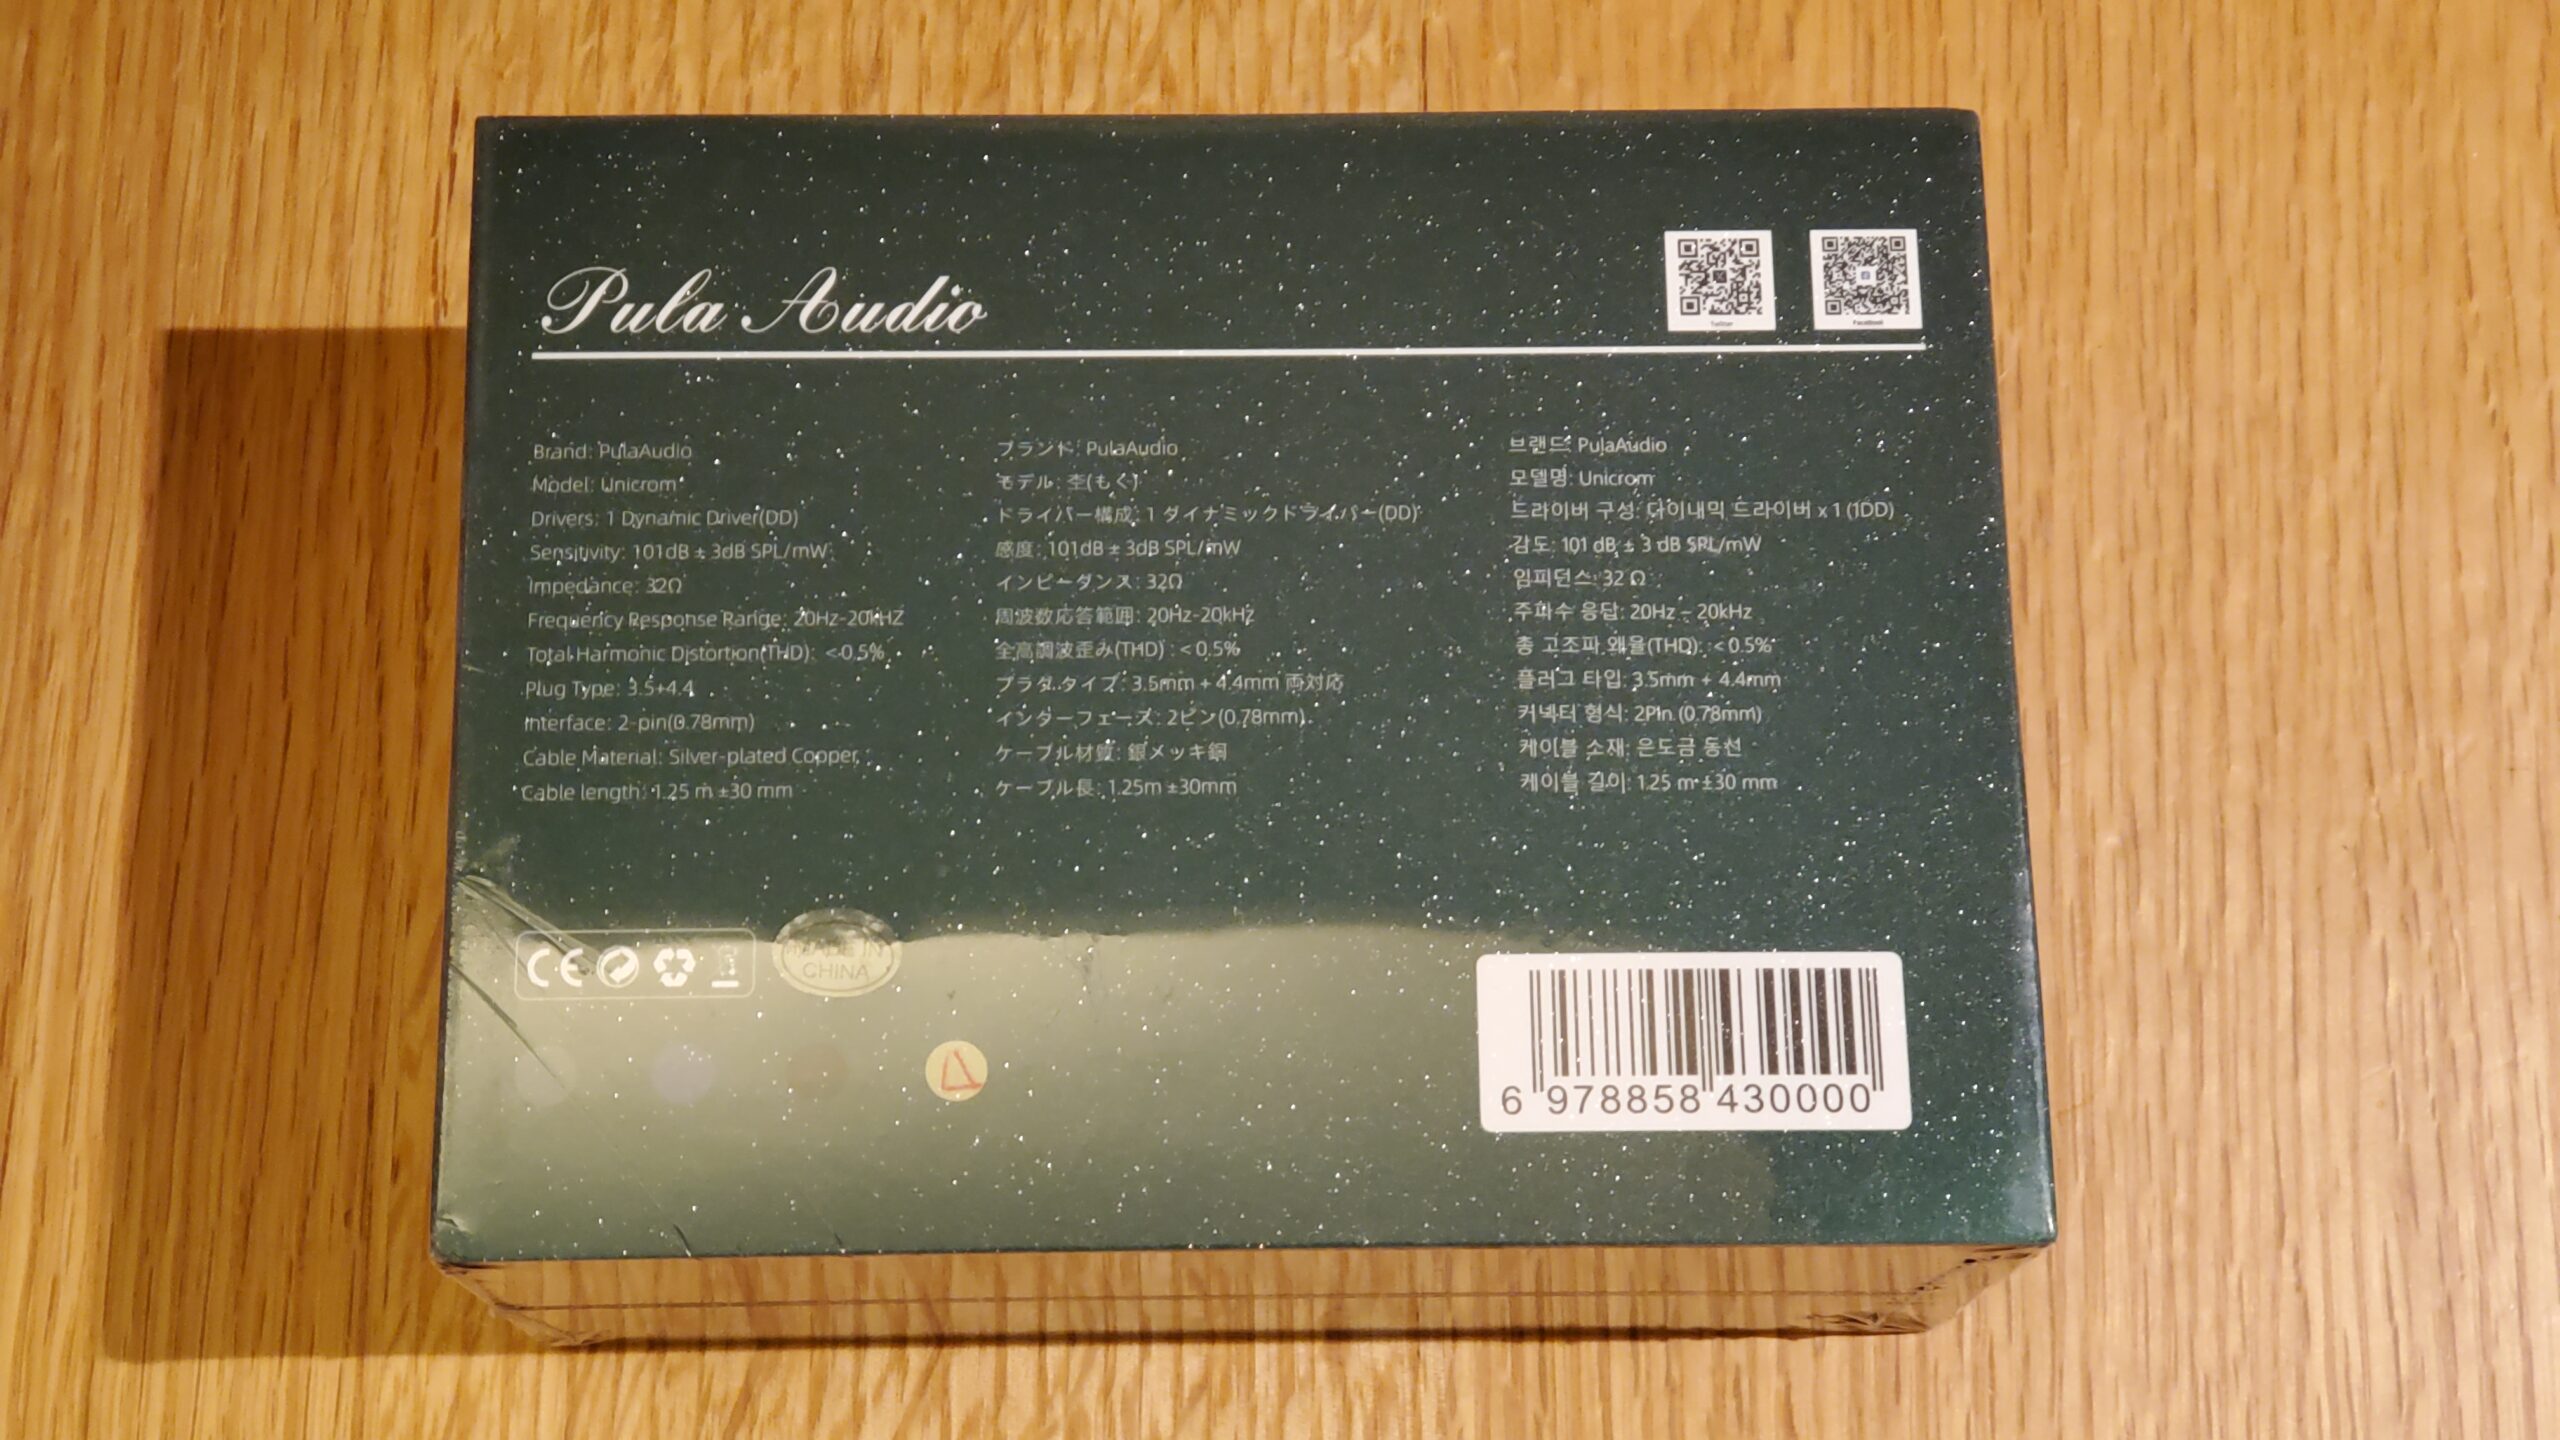 Pula Audio
Twitter
FaceBook
Brand: PulaAudio
Model: Unicrom
Drivers: 1 Dynamic Driver(DD)
Sensitivity: 101dB ± 3dB SPL/mW
Impedance: 32Ω
Frequency Response Range: 20Hz-20kHZ
Total Harmonic Distortion(THD): <0.5%
Plug Type: 3.5+4.4
Interface: 2-pin(0.78mm)
Cable Material: Silver-plated Copper
Cable length: 1.25 m ±30 mm
ブランド: PulaAudio
モデル: 杢(もく)
ドライバー構成: 1 ダイナミックドライバー(DD)
感度: 101dB ± 3dB SPL/mW
インピーダンス: 32Ω
周波数応答範囲: 20Hz-20kHz
全高調波歪み(THD) : < 0.5%
プラグタイプ: 3.5mm + 4.4mm 両対応
インターフェース: 2ピン(0.78mm)
ケーブル材質: 銀メッキ銅
ケーブル長: 1.25m ±30mm
브랜드: PulaAudio
모델명: Unicrom
드라이버 구성: 다이내믹 드라이버 x 1 (1DD)
감도: 101 dB ± 3 dB SPL/mW
임피던스: 32 Ω
주파수 응답: 20Hz – 20kHz
총 고조파 왜율(THD): < 0.5%
플러그 타입: 3.5mm + 4.4mm
커넥터 형식: 2Pin (0.78mm)
케이블 소재: 은도금 동선
케이블 길이: 1.25 m ±30 mm
CE
MADE IN
CHINA
6 978858 430000